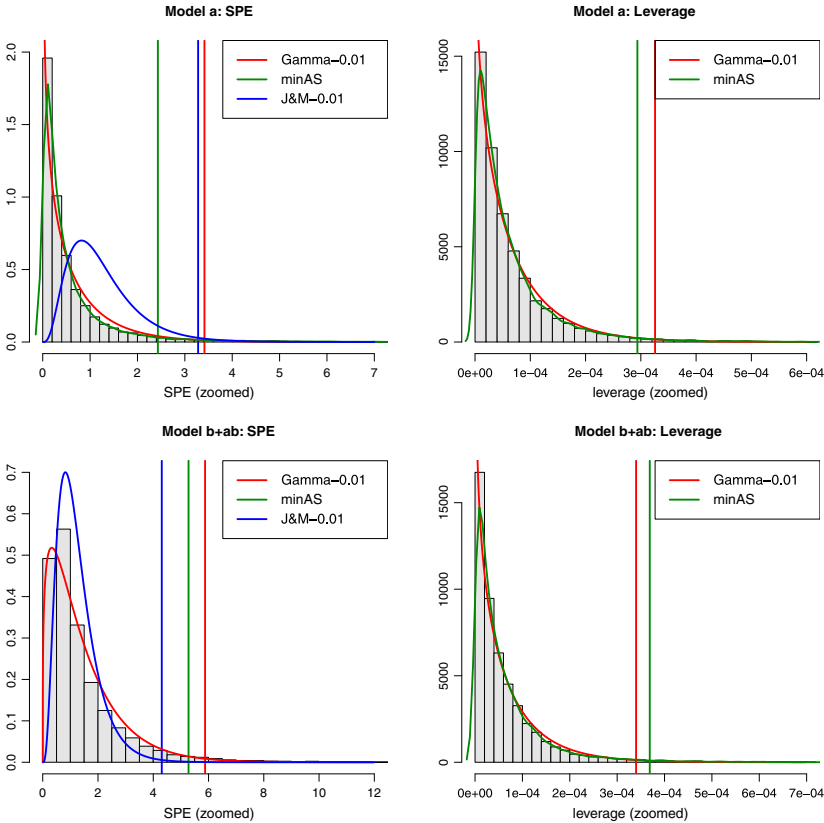 Model a: SPE
Gamma−0.01
minAS
J&M−0.01
0.0
0.5
1.0
1.5
2.0
0
1
2
3
4
5
6
7
SPE (zoomed)
Model a: Leverage
Gamma−0.01
minAS
0
5000
10000
15000
0e+00
1e−04
2e−04
3e−04
4e−04
5e−04
6e−04
leverage (zoomed)
Model b+ab: SPE
Gamma−0.01
minAS
J&M−0.01
0.0
0.1
0.2
0.3
0.4
0.5
0.6
0.7
0
2
4
6
8
10
12
SPE (zoomed)
Model b+ab: Leverage
Gamma−0.01
minAS
0
5000
10000
15000
0e+00
1e−04
2e−04
3e−04
4e−04
5e−04
6e−04
7e−04
leverage (zoomed)